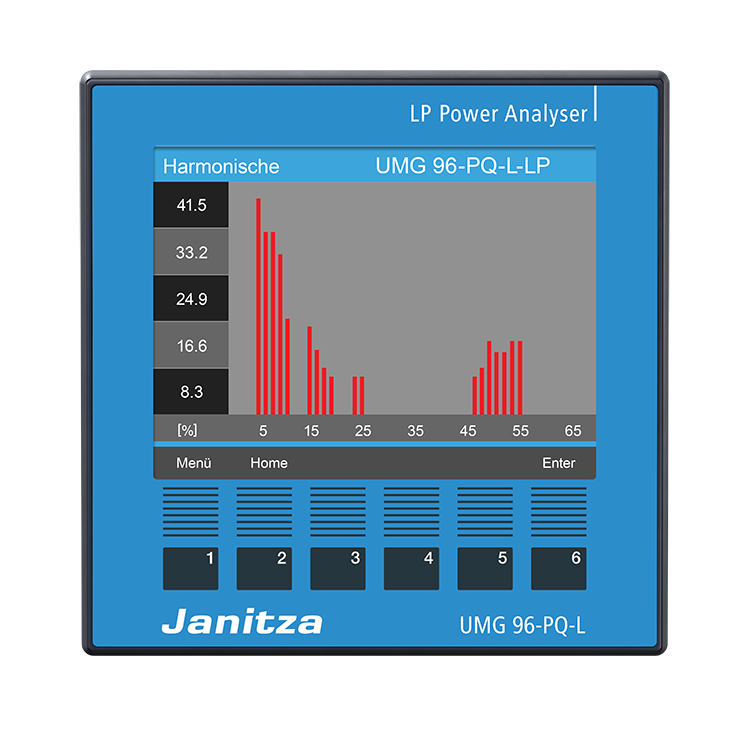 LP Power Analyser
Harmonische UMG 96-PQ-L-LP
41.5
33.2
24.9
16.6
8.3
[%] 5 15 25 35 45 55 65
Menü Home Enter
1 2 3 4 5 6
Janitza UMG 96-PQ-L